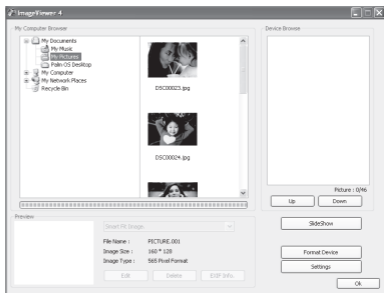 ImageViewer 4
My Computer Browse
Device Browse
My Documents
My Music
My Pictures
Palm OS Desktop
My Computer
My Network Places
Recycle Bin
DSC00023.jpg
DSC00024.jpg
Picture : 0/46
Up
Down
Preview
Smart Fit Image
File Name : PICTURE.001
Image Size : 160 * 128
Image Type : 565 Pixel Format
Edit
Delete
EXIF Info.
SlideShow
Format Device
Settings
Ok